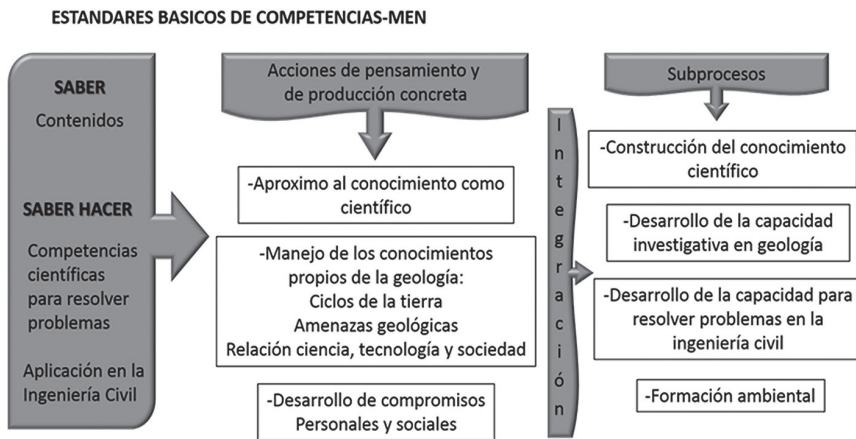 ESTANDARES BASICOS DE COMPETENCIAS-MEN
SABER
Contenidos
SABER HACER
Competencias
científicas
para resolver
problemas
Aplicación en la
Ingeniería Civil
Acciones de pensamiento y
de producción concreta
-Aproximo al conocimiento como
científico
-Manejo de los conocimientos
propios de la geología:
Ciclos de la tierra
Amenazas geológicas
Relación ciencia, tecnología y sociedad
-Desarrollo de compromisos
Personales y sociales
Integración
Subprocesos
-Construcción del conocimiento
científico
-Desarrollo de la capacidad
investigativa en geología
-Desarrollo de la capacidad para
resolver problemas en la
ingeniería civil
-Formación ambiental